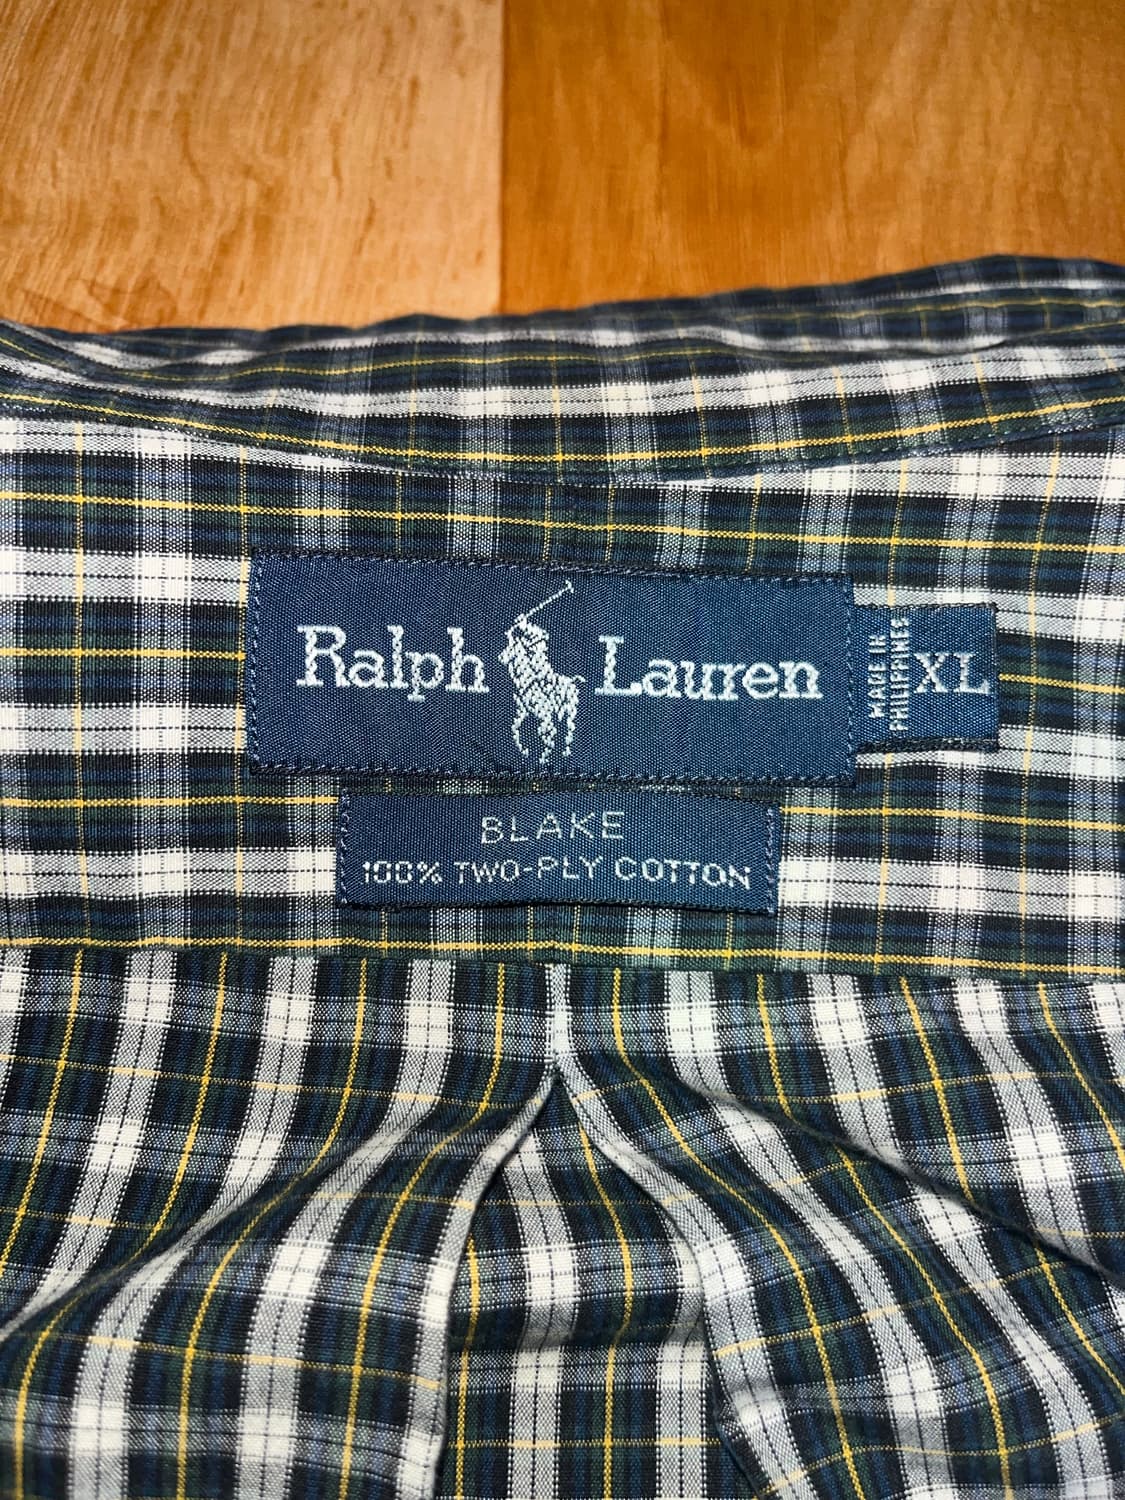 Ralph Lauren
MADE IN
PHILIPPINES
XL
BLAKE
100% TWO-PLY COTTON